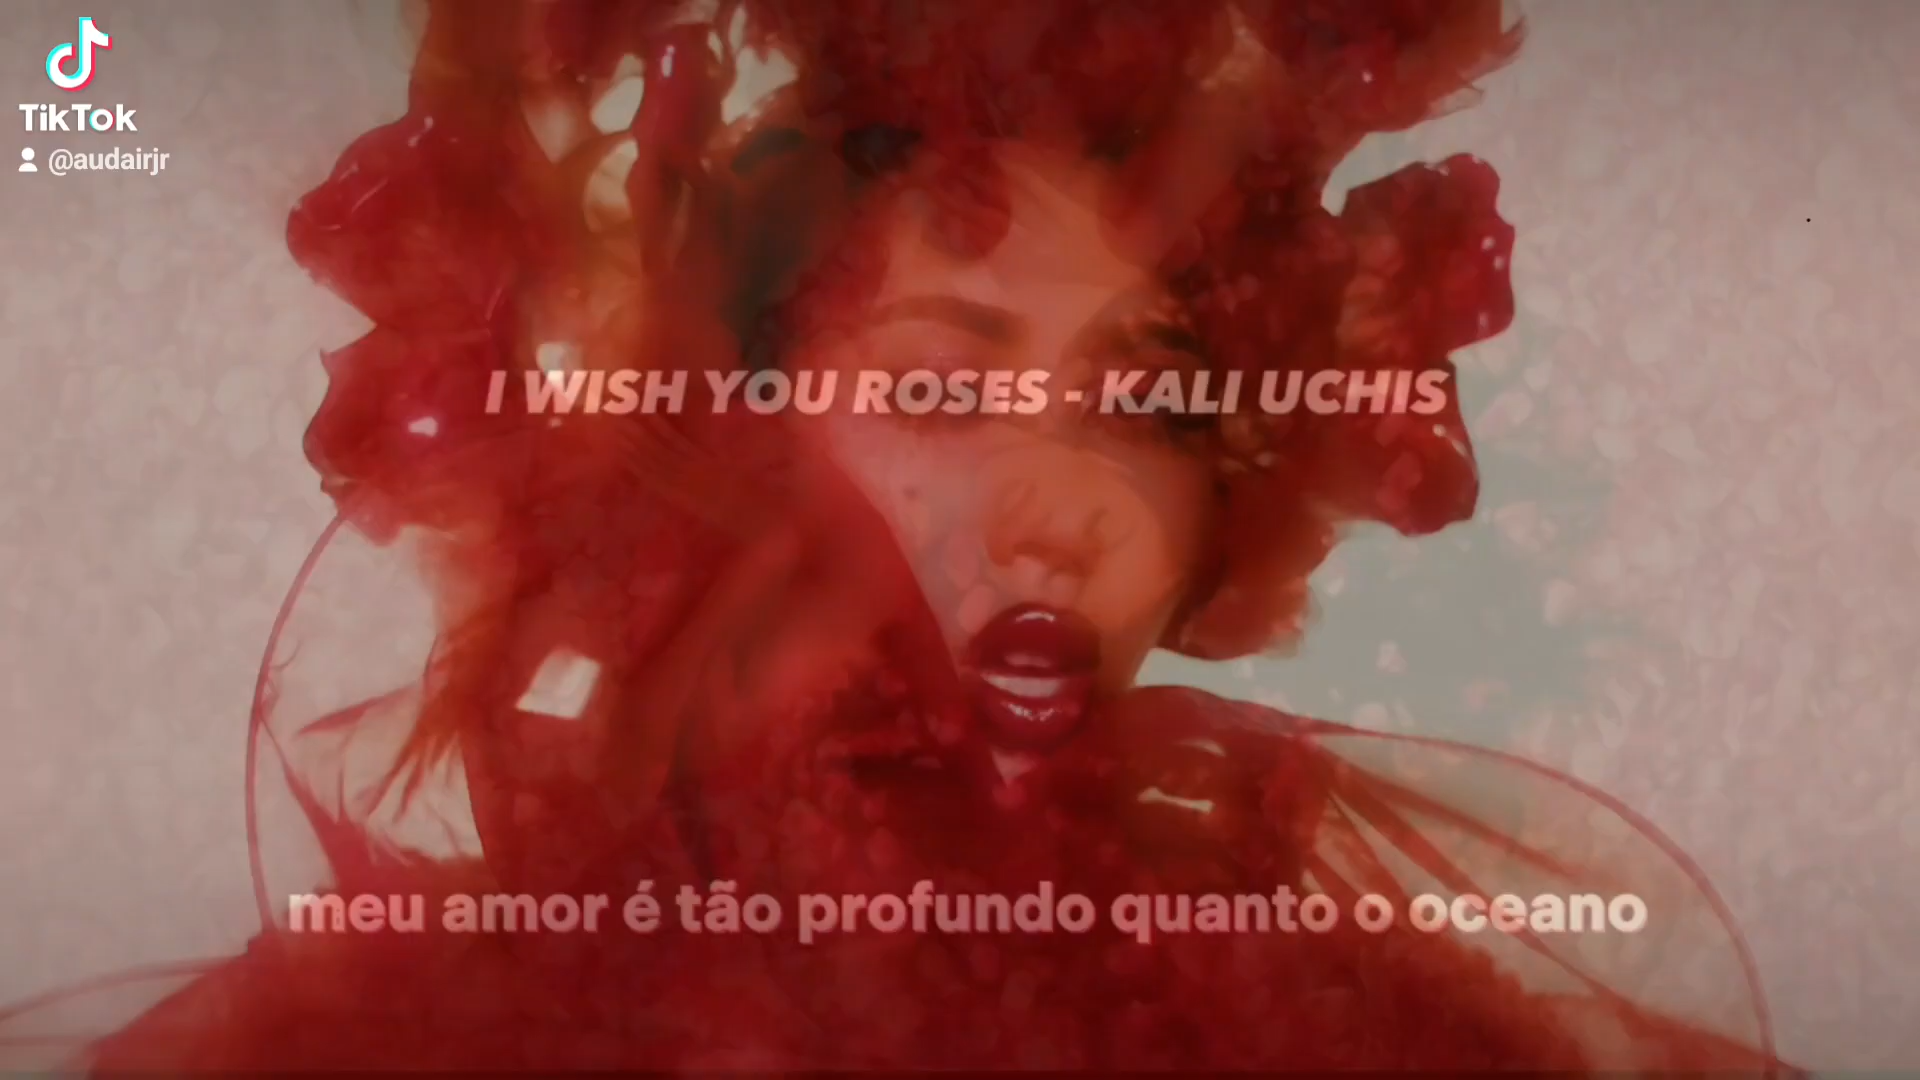 TikTok
@audairjr
I WISH YOU ROSES - KALI UCHIS
meu amor é tão profundo quanto o oceano